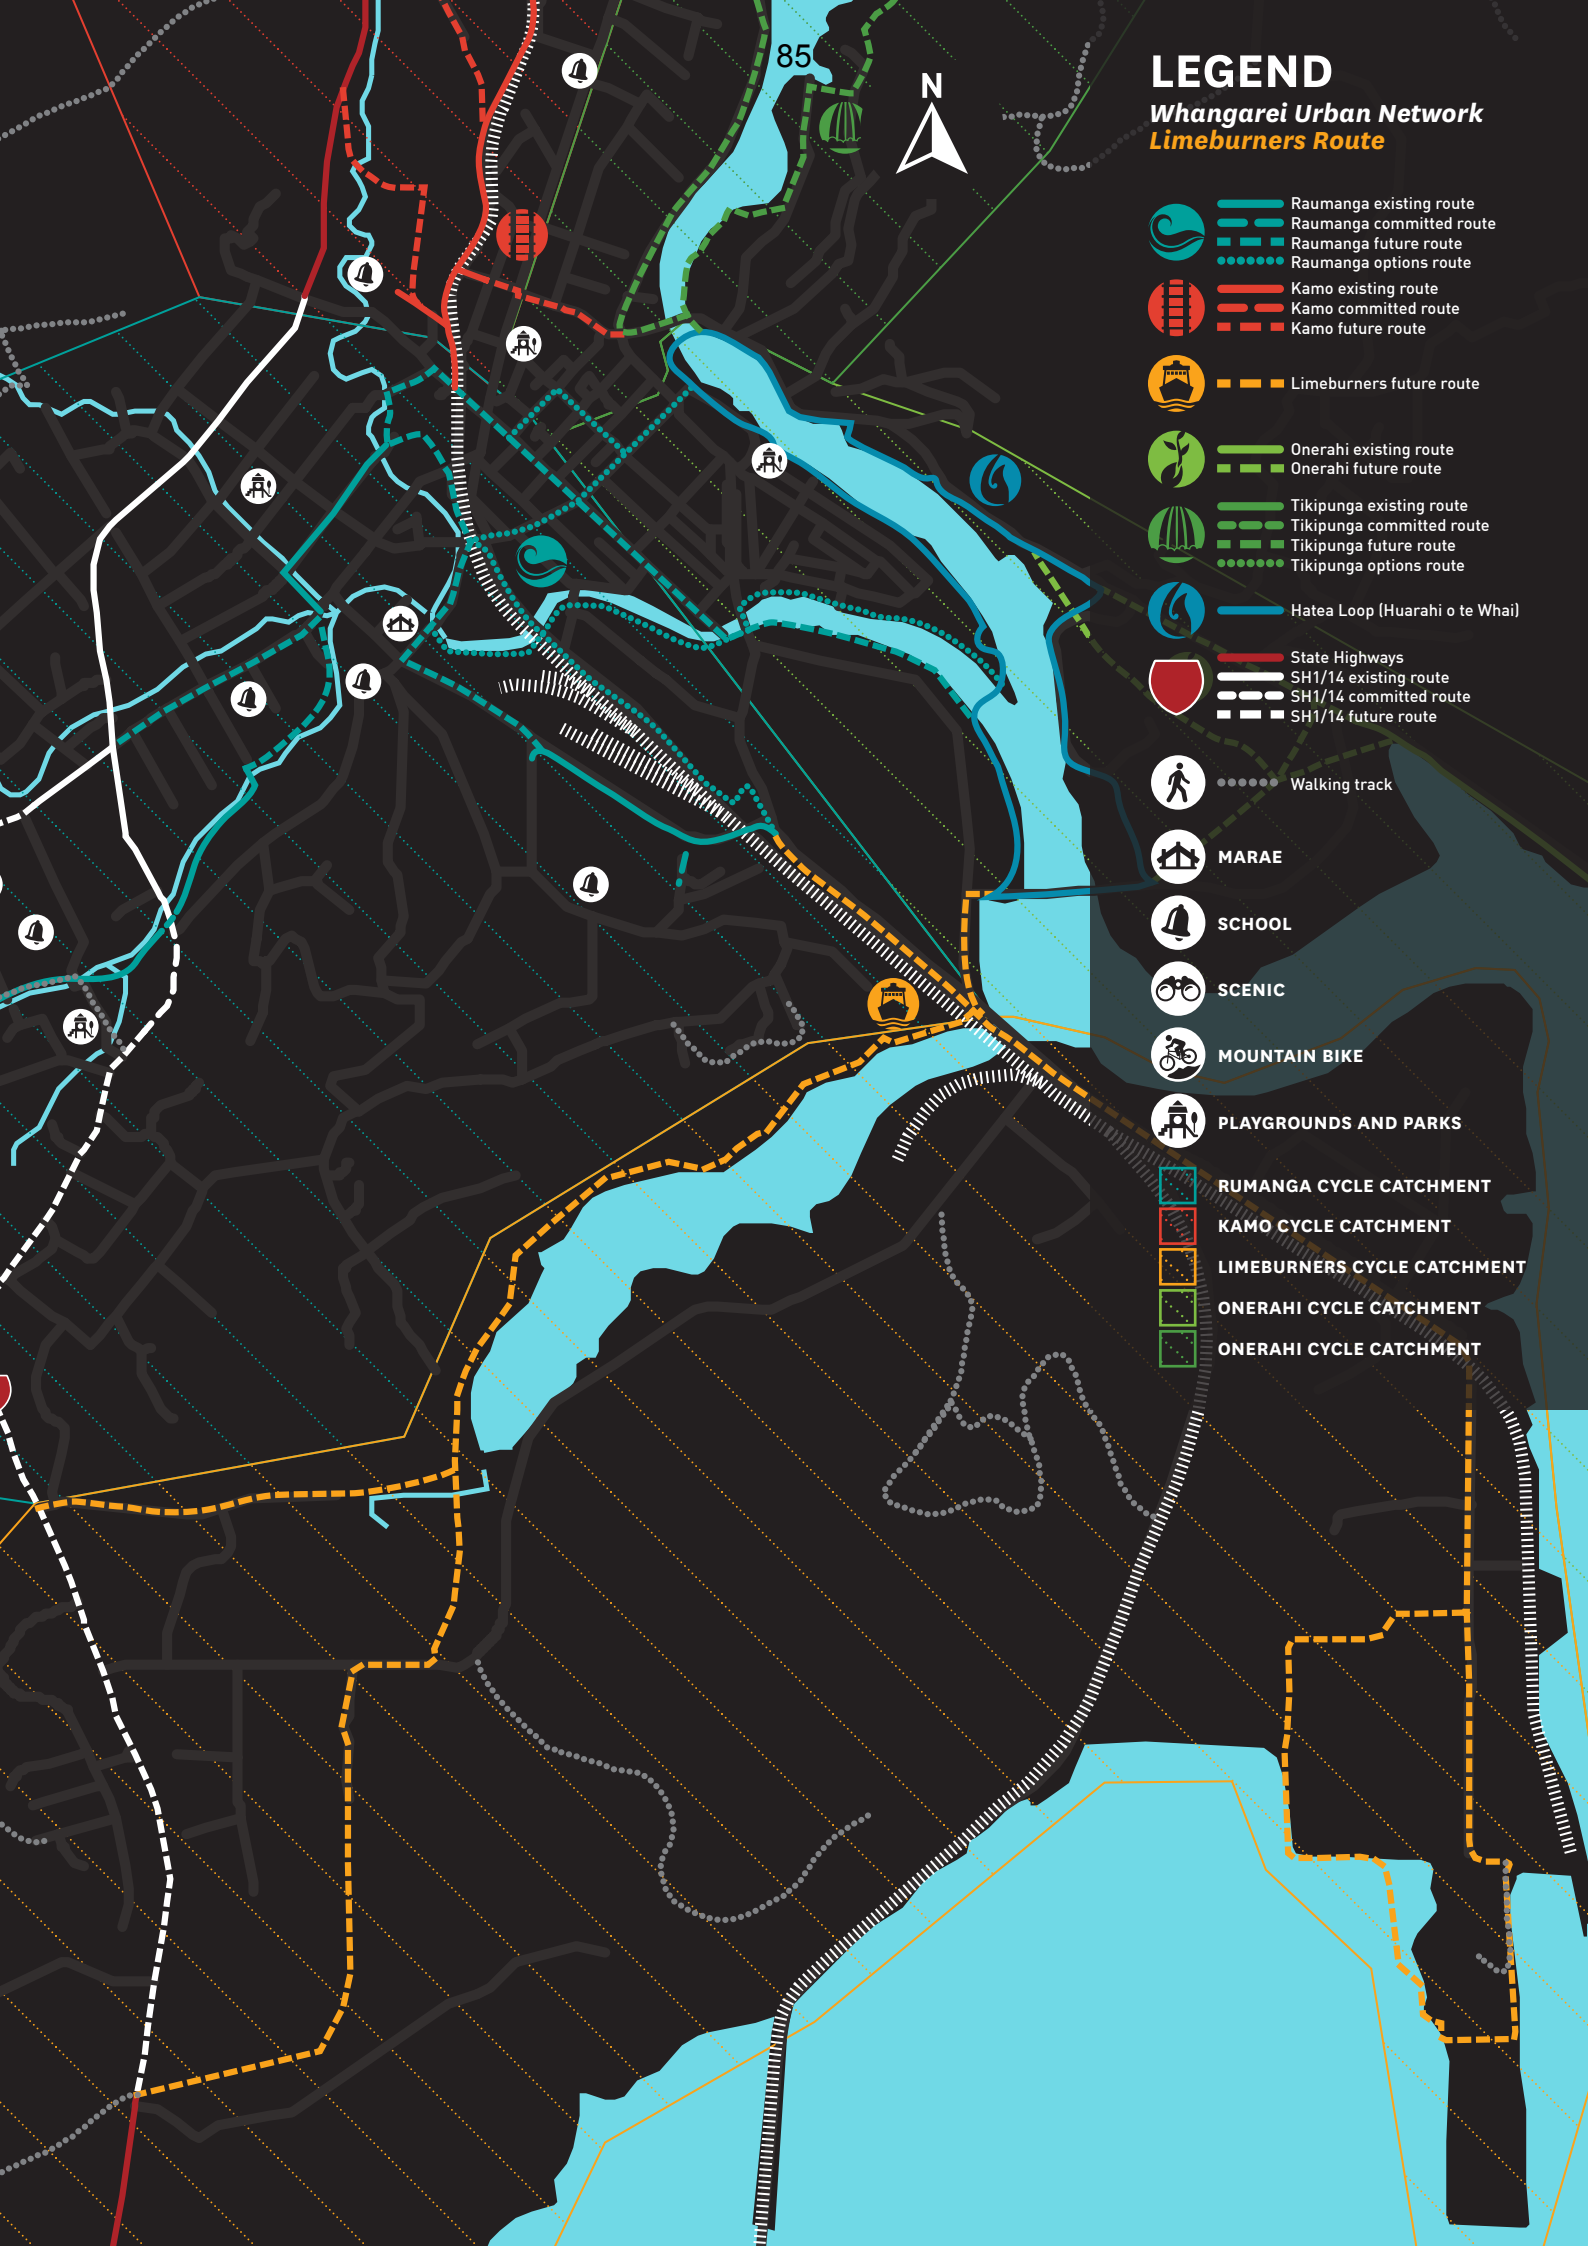 85
N
LEGEND
Whangarei Urban Network
Limeburners Route
Raumanga existing route
Raumanga committed route
Raumanga future route
Raumanga options route
Kamo existing route
Kamo committed route
Kamo future route
Limeburners future route
Onerahi existing route
Onerahi future route
Tikipunga existing route
Tikipunga committed route
Tikipunga future route
Tikipunga options route
Hatea Loop (Huarahi o te Whai)
State Highways
SH1/14 existing route
SH1/14 committed route
SH1/14 future route
Walking track
MARAE
SCHOOL
SCENIC
MOUNTAIN BIKE
PLAYGROUNDS AND PARKS
RUMANGA CYCLE CATCHMENT
KAMO CYCLE CATCHMENT
LIMEBURNERS CYCLE CATCHMENT
ONERAHI CYCLE CATCHMENT
ONERAHI CYCLE CATCHMENT